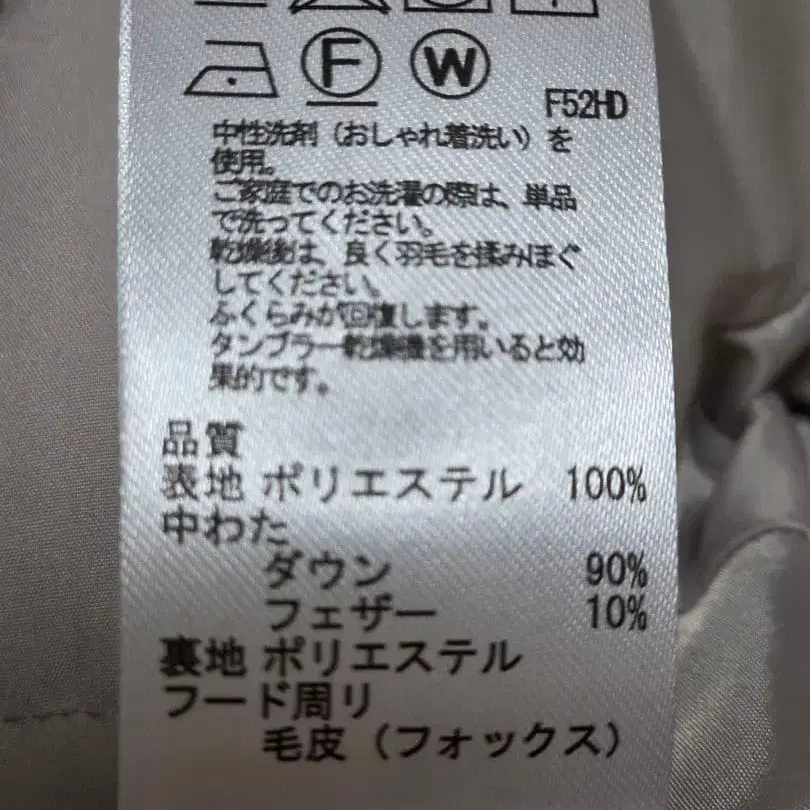 F W
F52HD
中性洗剤（おしゃれ着洗い）を
使用。
ご家庭でのお洗濯の際は、単品
で洗ってください。
乾燥後は、良く羽毛を揉みほぐ
してください。
ふくらみが回復します。
タンブラー乾燥機を用いると効
果的です。
品質
表地 ポリエステル 100%
中わた
ダウン 90%
フェザー 10%
裏地 ポリエステル
フード周リ
毛皮（フォックス）